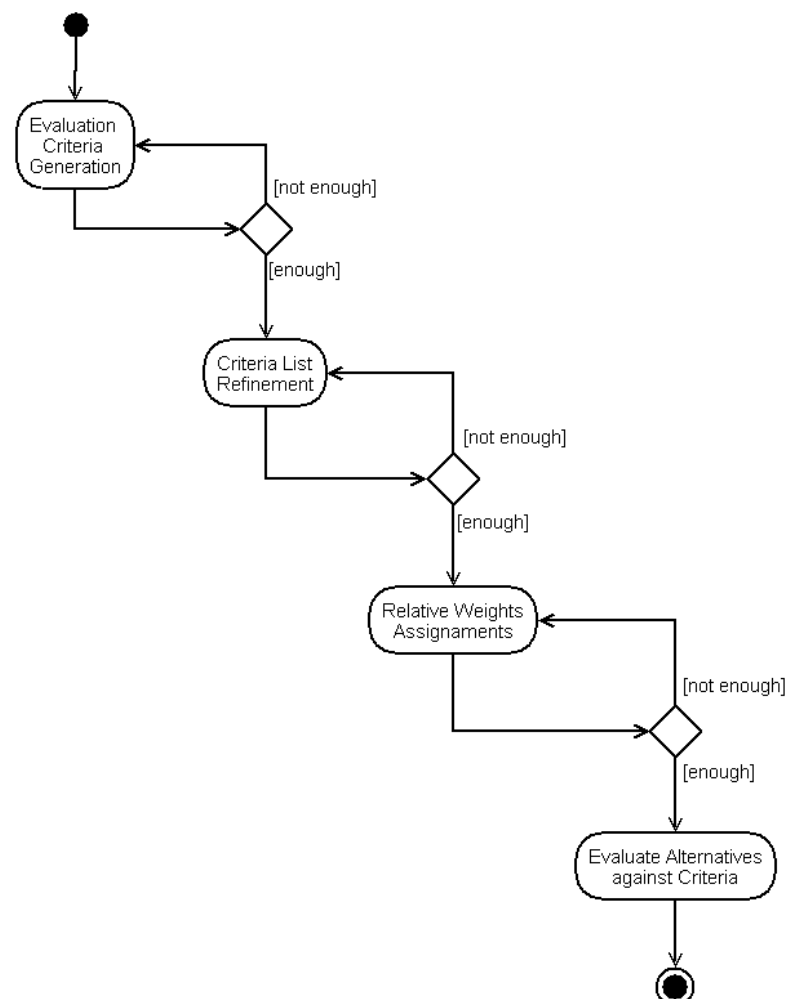 Evaluation
Criteria
Generation
[not enough]
[enough]
Criteria List
Refinement
[not enough]
[enough]
Relative Weights
Assignaments
[not enough]
[enough]
Evaluate Alternatives
against Criteria